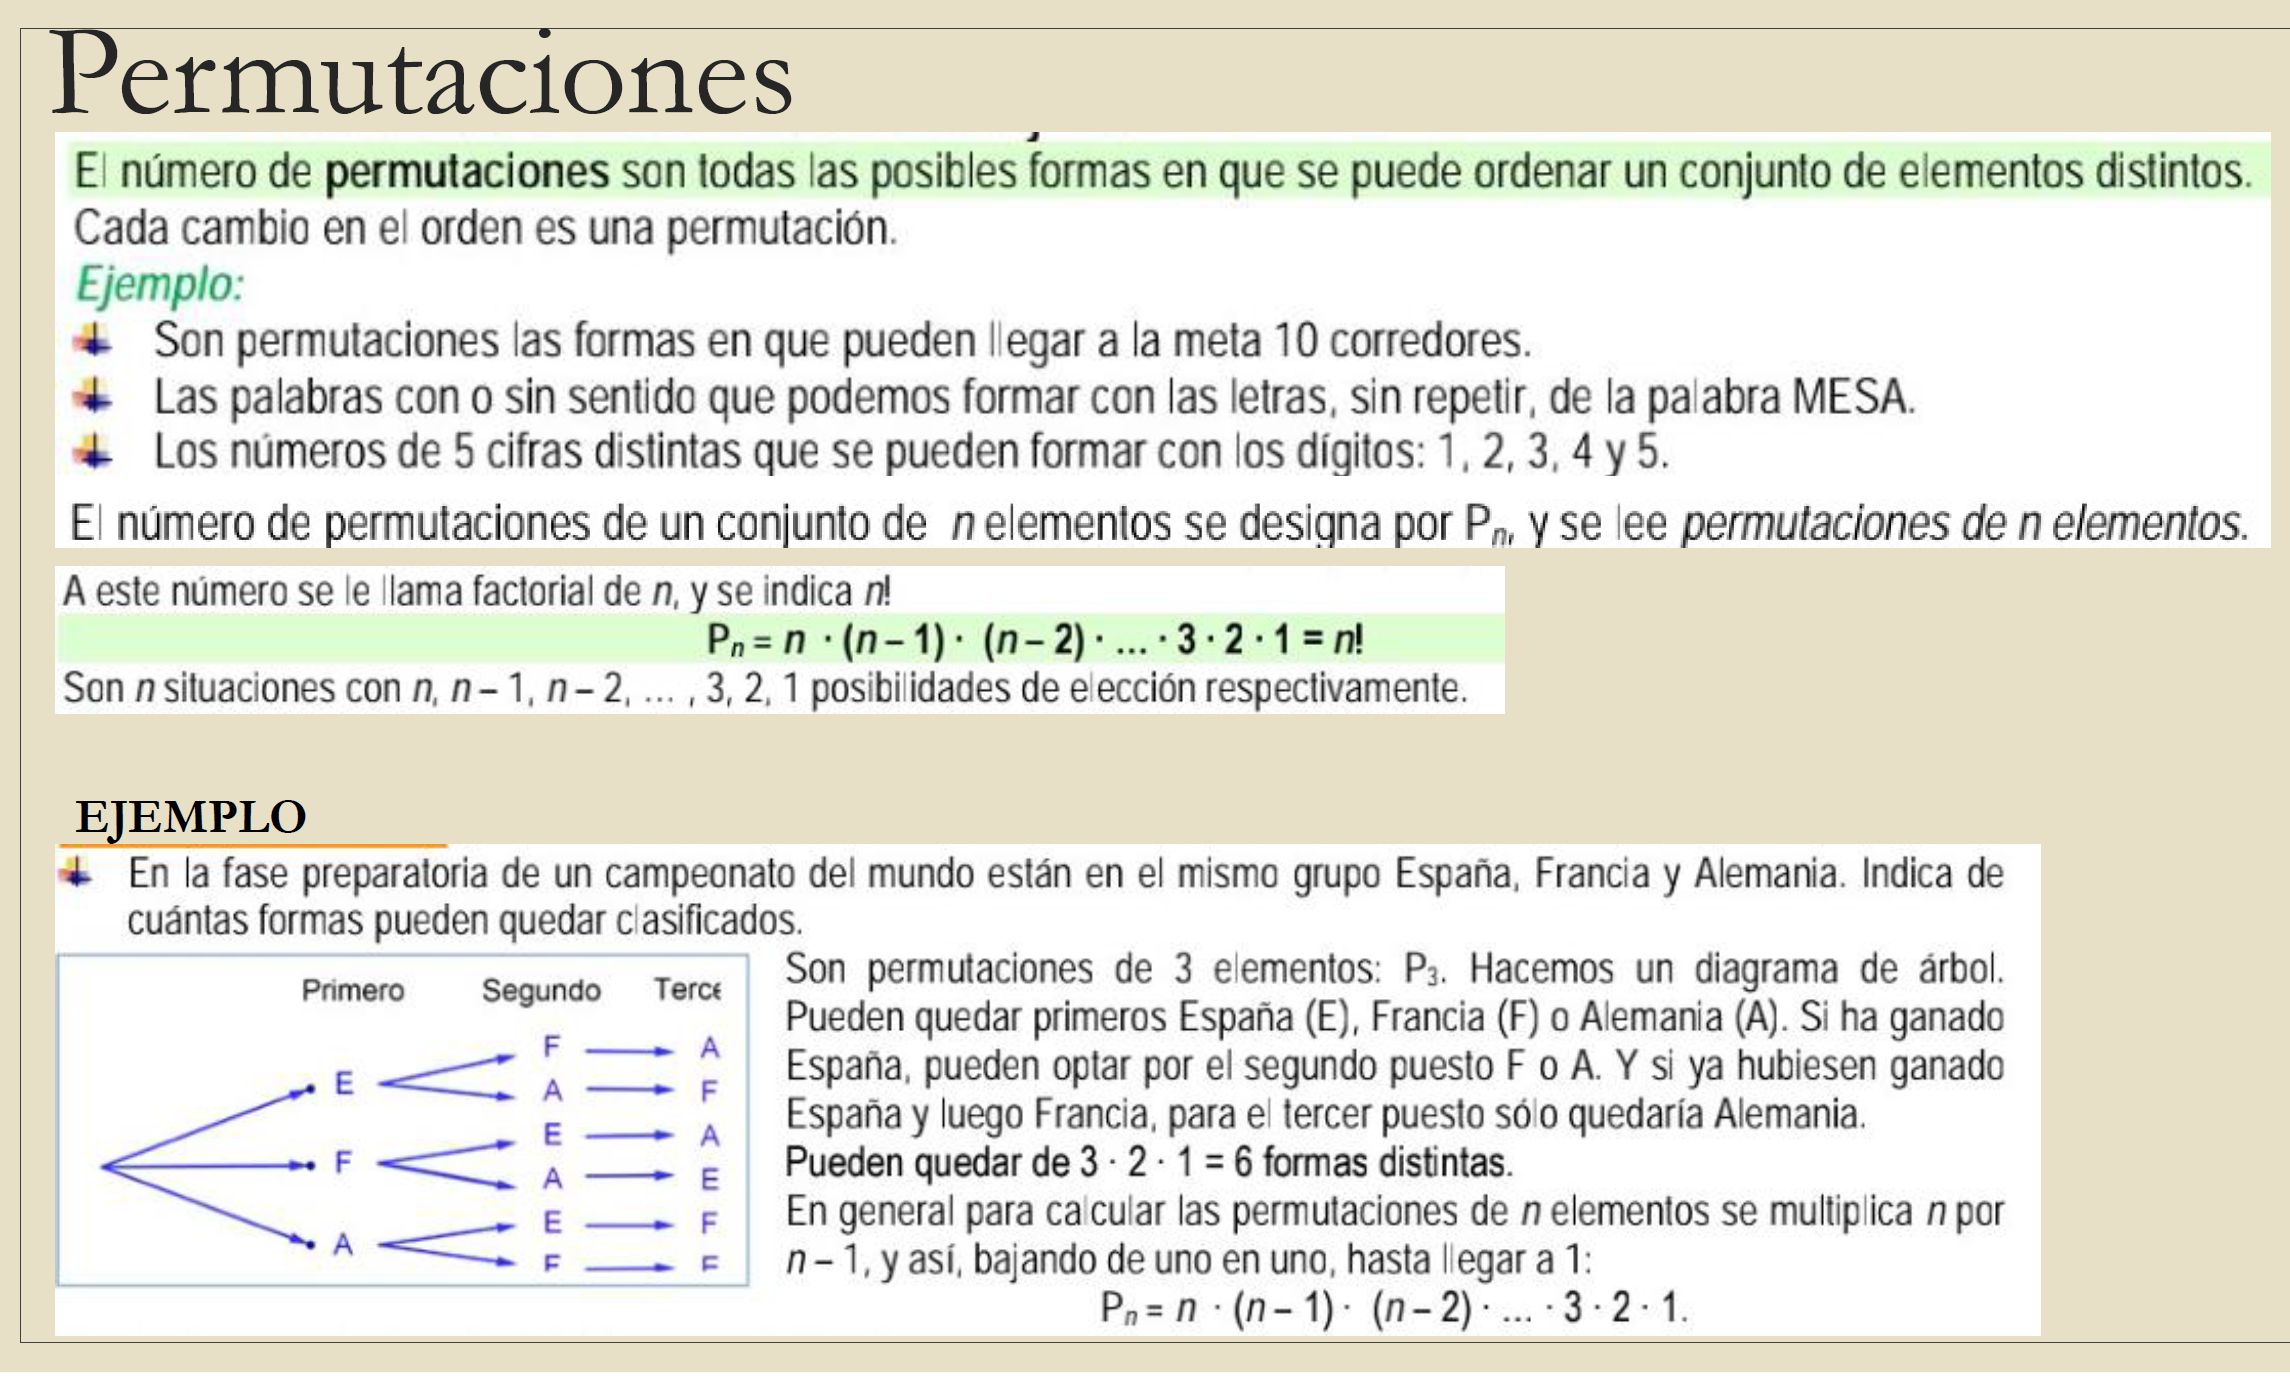 Permutaciones
El número de permutaciones son todas las posibles formas en que se puede ordenar un conjunto de elementos distintos.
Cada cambio en el orden es una permutación.
Ejemplo:
Son permutaciones las formas en que pueden llegar a la meta 10 corredores.
Las palabras con o sin sentido que podemos formar con las letras, sin repetir, de la palabra MESA.
Los números de 5 cifras distintas que se pueden formar con los dígitos: 1, 2, 3, 4 y 5.
El número de permutaciones de un conjunto de n elementos se designa por Pₙ, y se lee permutaciones de n elementos.
A este número se le llama factorial de n, y se indica n!
Pₙ = n · (n – 1) · (n – 2) · ... · 3 · 2 · 1 = n!
Son n situaciones con n, n – 1, n – 2, ... , 3, 2, 1 posibilidades de elección respectivamente.
EJEMPLO
En la fase preparatoria de un campeonato del mundo están en el mismo grupo España, Francia y Alemania. Indica de
cuántas formas pueden quedar clasificados.
Primero Segundo Terce
F A
E
A F
E A
F
A E
E F
A
F
Son permutaciones de 3 elementos: P₃. Hacemos un diagrama de árbol.
Pueden quedar primeros España (E), Francia (F) o Alemania (A). Si ha ganado
España, pueden optar por el segundo puesto F o A. Y si ya hubiesen ganado
España y luego Francia, para el tercer puesto sólo quedaría Alemania.
Pueden quedar de 3 · 2 · 1 = 6 formas distintas.
En general para calcular las permutaciones de n elementos se multiplica n por
n – 1, y así, bajando de uno en uno, hasta llegar a 1:
Pₙ = n · (n – 1) · (n – 2) · ... · 3 · 2 · 1.